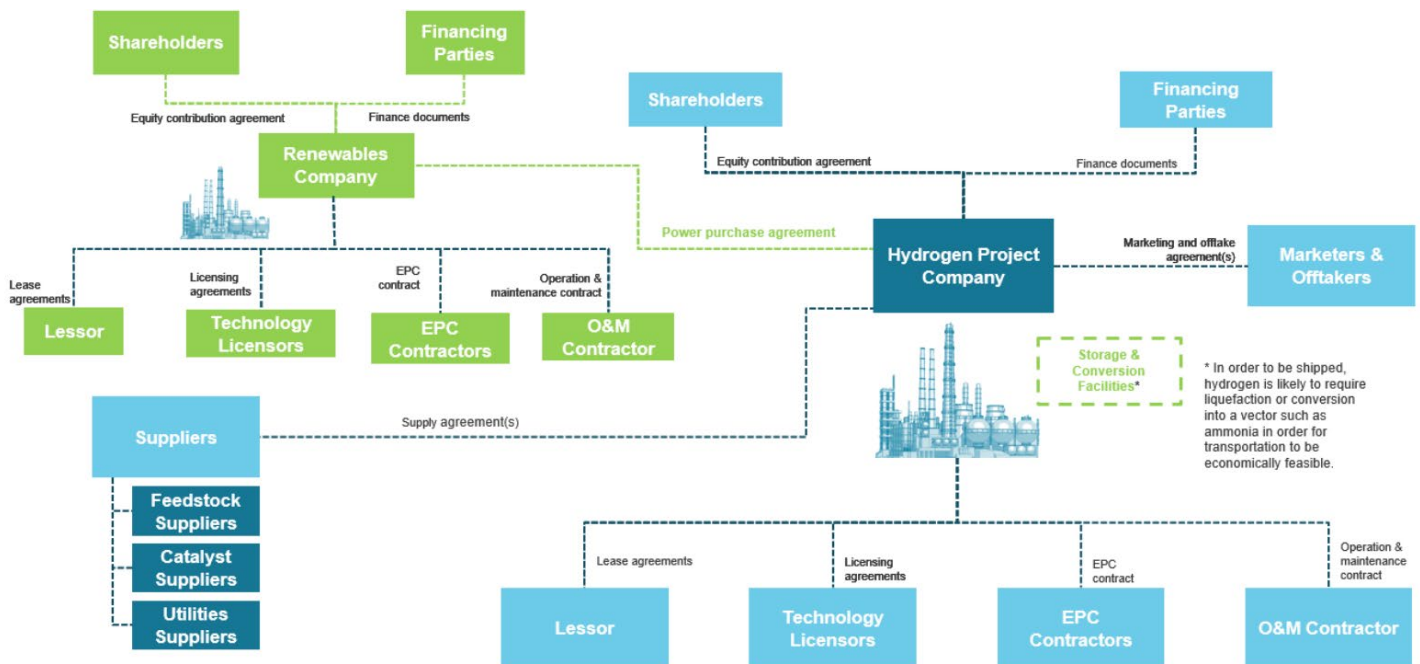 Shareholders
Financing
Parties
Equity contribution agreement
Finance documents
Renewables
Company
Shareholders
Financing
Parties
Equity contribution agreement
Finance documents
Power purchase agreement
Hydrogen Project
Company
Marketing and offtake
agreement(s)
Marketers &
Offtakers
Lease
agreements
Licensing
agreements
EPC
contract
Operation &
maintenance contract
Lessor
Technology
Licensors
EPC
Contractors
O&M
Contractor
Storage &
Conversion
Facilities*
* In order to be shipped,
hydrogen is likely to require
liquefaction or conversion
into a vector such as
ammonia in order for
transportation to be
economically feasible.
Suppliers
Supply agreement(s)
Feedstock
Suppliers
Catalyst
Suppliers
Utilities
Suppliers
Lease agreements
Licensing
agreements
EPC
contract
Operation &
maintenance
contract
Lessor
Technology
Licensors
EPC
Contractors
O&M Contractor